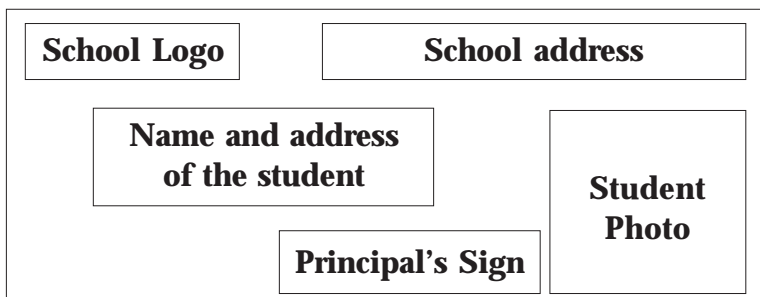 School Logo
School address
Name and address
of the student
Student
Photo
Principal's Sign